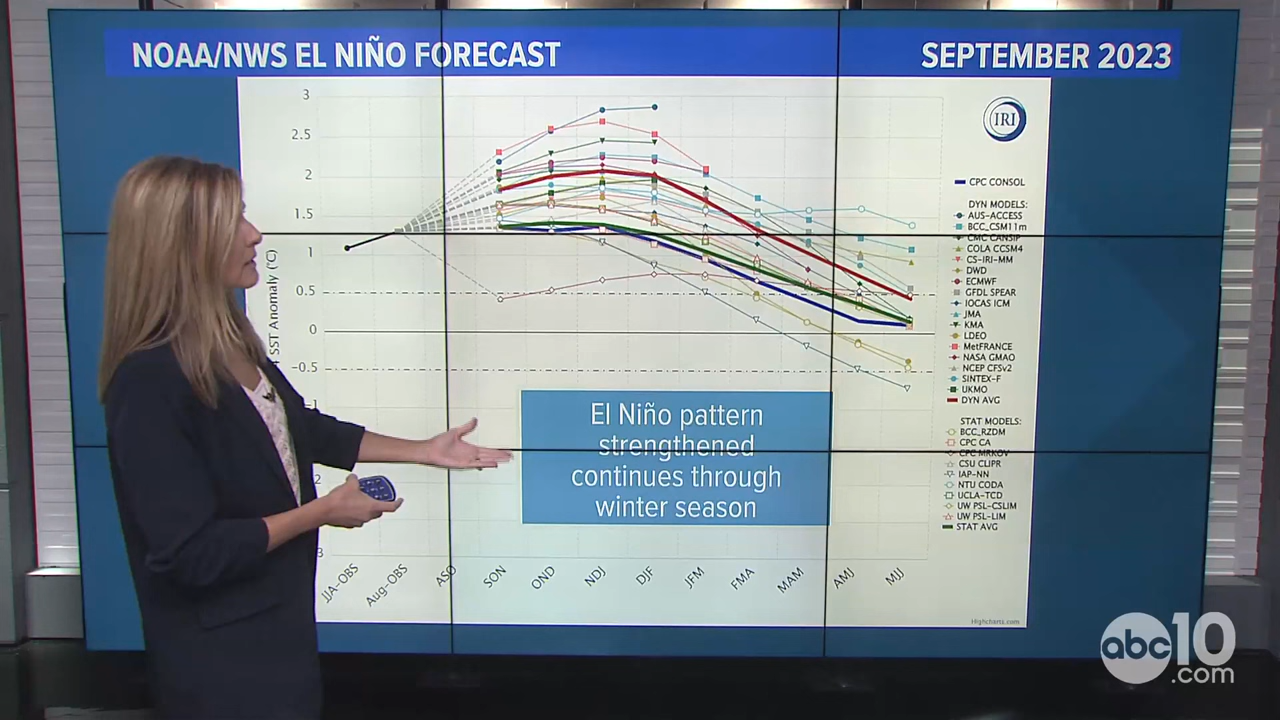 NOAA/NWS EL NIÑO FORECAST
SEPTEMBER 2023
3
2.5
2
1.5
1
0.5
0
-0.5
-1
2
3
SST Anomaly (°C)
JJA-OBS
Aug-OBS
ASO
SON
OND
NDJ
DJF
JFM
FMA
MAM
AMJ
MJJ
IRI
CPC CONSOL
DYN MODELS:
AUS-ACCESS
BCC_CSM11m
CMC CANSIP
COLA CCSM4
CS-IRI-MM
DWD
ECMWF
GFDL SPEAR
IOCAS ICM
JMA
KMA
LDEO
MetFRANCE
NASA GMAO
NCEP CFSv2
SINTEX-F
UKMO
DYN AVG
STAT MODELS:
BCC_RZDM
CPC CA
CPC MRKOV
CSU CLIPR
IAP-NN
NTU CODA
UCLA-TCD
UW PSL-CSLIM
UW PSL-LIM
STAT AVG
El Niño pattern
strengthened
continues through
winter season
Highcharts.com
abc10
.com